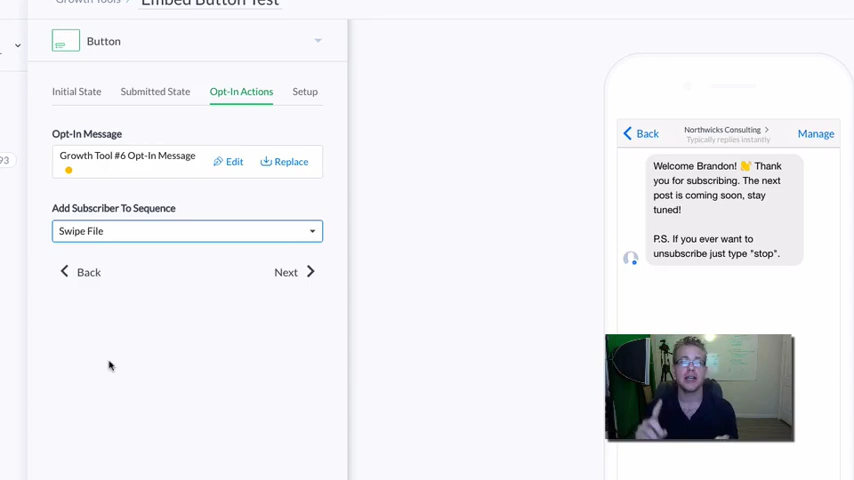 Growth Tools > Embed Button Test
Button
Initial State
Submitted State
Opt-In Actions
Setup
Opt-In Message
Growth Tool #6 Opt-In Message
Edit
Replace
93
Add Subscriber To Sequence
Swipe File
Back
Next
Back
Northwicks Consulting >
Typically replies instantly
Manage
Welcome Brandon! 👋 Thank
you for subscribing. The next
post is coming soon, stay
tuned!
P.S. If you ever want to
unsubscribe just type "stop".